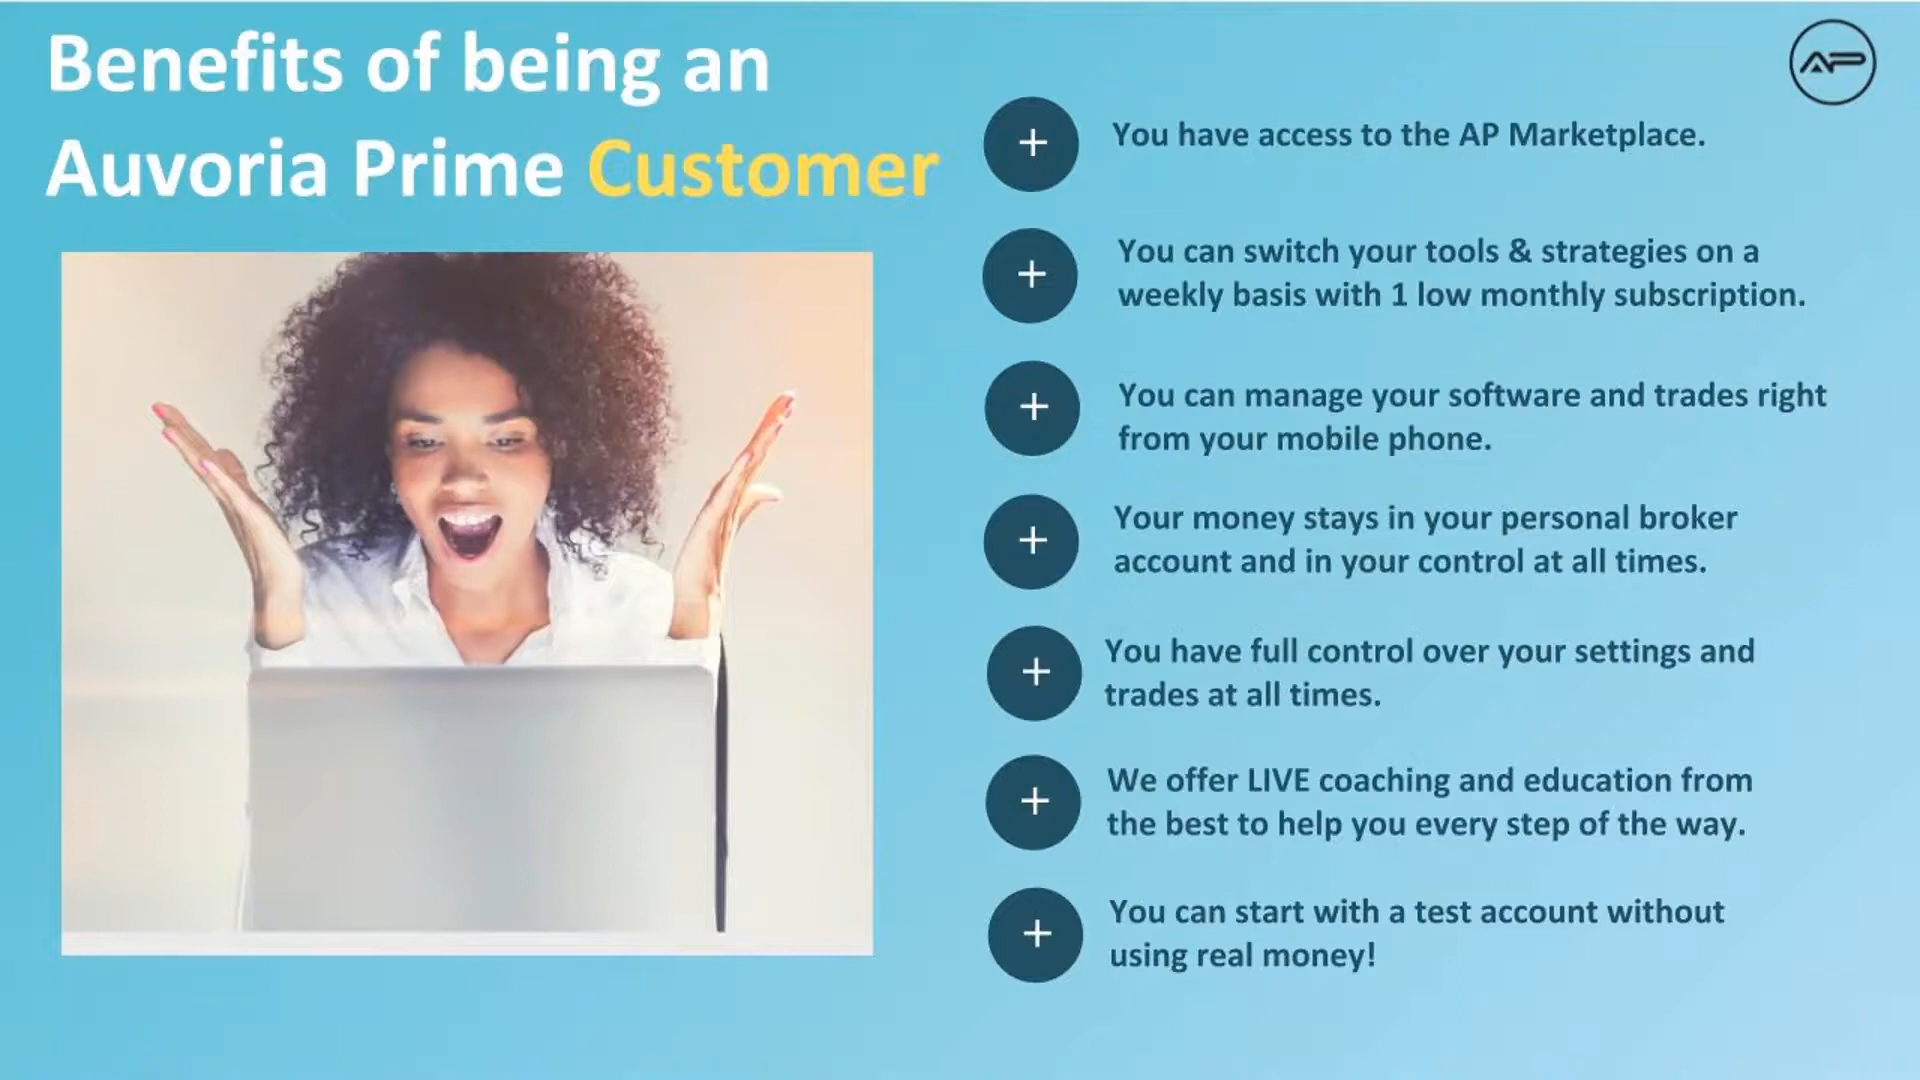 Benefits of being an
Auvoria Prime Customer
AP
You have access to the AP Marketplace.
You can switch your tools & strategies on a
weekly basis with 1 low monthly subscription.
You can manage your software and trades right
from your mobile phone.
Your money stays in your personal broker
account and in your control at all times.
You have full control over your settings and
trades at all times.
We offer LIVE coaching and education from
the best to help you every step of the way.
You can start with a test account without
using real money!